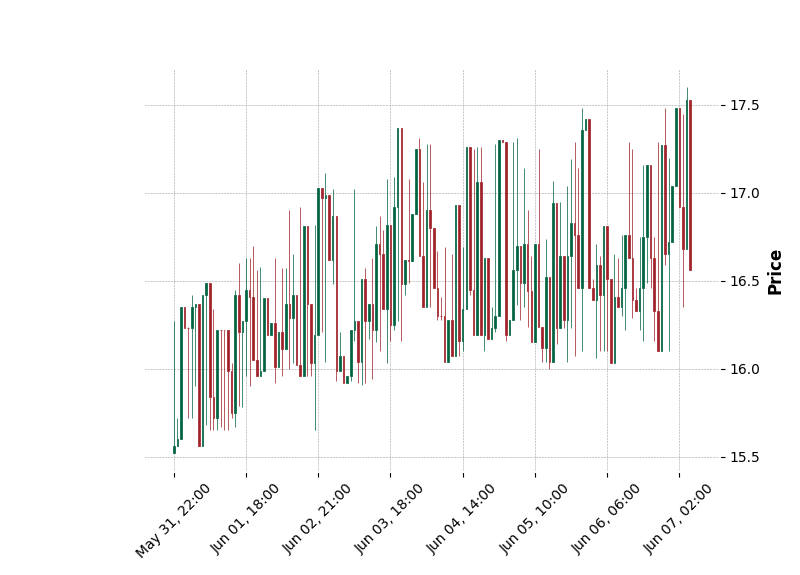 17.5
17.0
16.5
16.0
15.5
Price
May 31, 22:00
Jun 01, 18:00
Jun 02, 21:00
Jun 03, 18:00
Jun 04, 14:00
Jun 05, 10:00
Jun 06, 06:00
Jun 07, 02:00